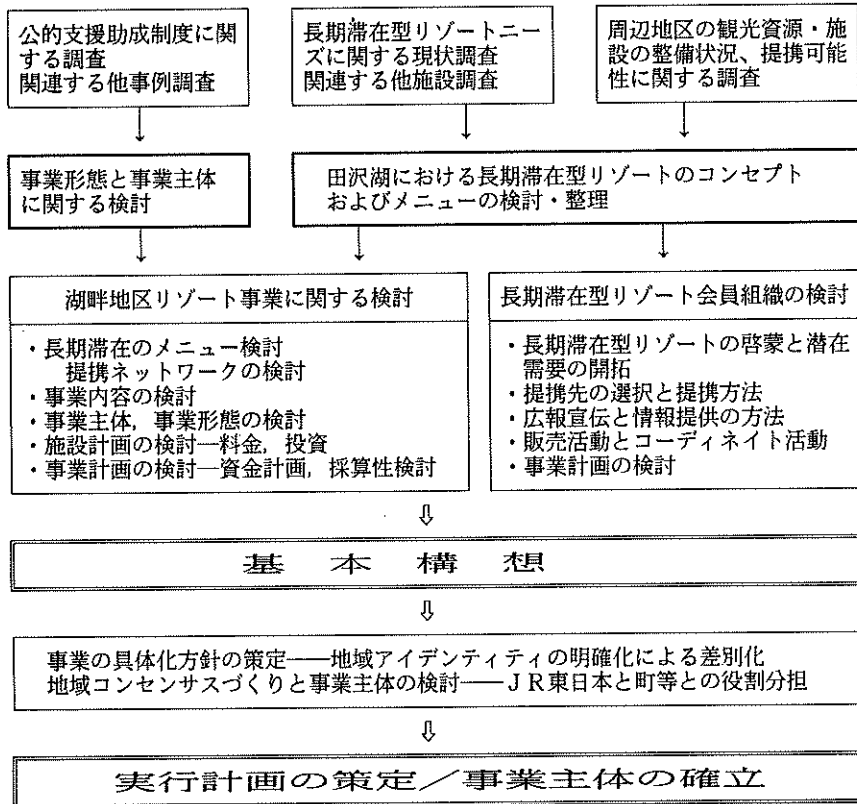 公的支援助成制度に関
する調査
関連する他事例調査
長期滞在型リゾートニー
ズに関する現状調査
関連する他施設調査
周辺地区の観光資源・施
設の整備状況、提携可能
性に関する調査
↓
↓
↓
事業形態と事業主体
に関する検討
田沢湖における長期滞在型リゾートのコンセプト
およびメニューの検討・整理
↓
↓
↓
湖畔地区リゾート事業に関する検討
・長期滞在のメニュー検討
提携ネットワークの検討
・事業内容の検討
・事業主体，事業形態の検討
・施設計画の検討―料金，投資
・事業計画の検討―資金計画，採算性検討
長期滞在型リゾート会員組織の検討
・長期滞在型リゾートの啓蒙と潜在
需要の開拓
・提携先の選択と提携方法
・広報宣伝と情報提供の方法
・販売活動とコーディネイト活動
・事業計画の検討
⇩
基本構想
⇩
事業の具体化方針の策定――地域アイデンティティの明確化による差別化
地域コンセンサスづくりと事業主体の検討――ＪＲ東日本と町等との役割分担
⇩
実行計画の策定／事業主体の確立